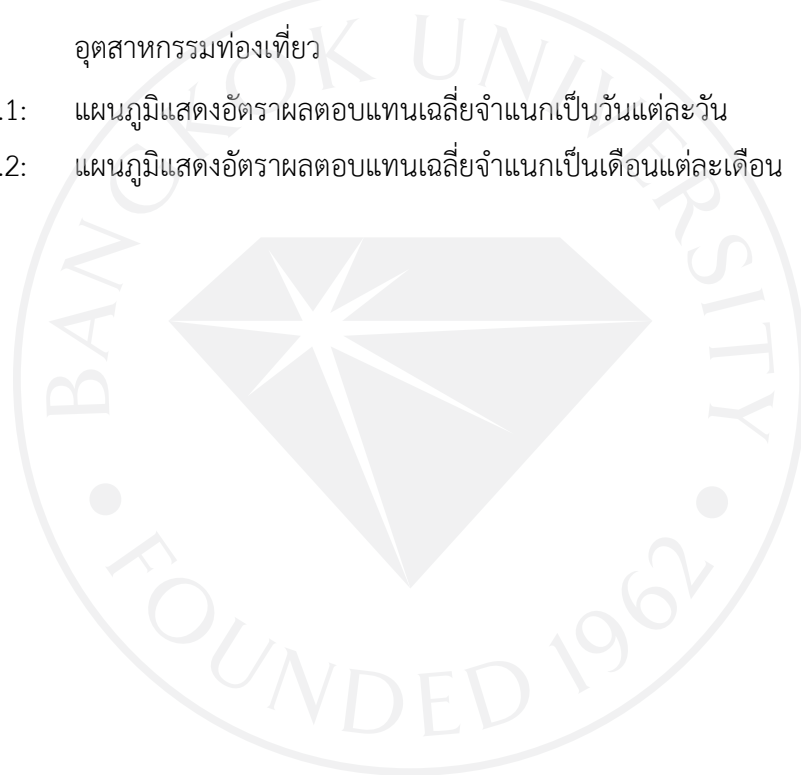 อุตสาหกรรมท่องเที่ยว
.1: แผนภูมิแสดงอัตราผลตอบแทนเฉลี่ยจำแนกเป็นวันแต่ละวัน
.2: แผนภูมิแสดงอัตราผลตอบแทนเฉลี่ยจำแนกเป็นเดือนแต่ละเดือน
BANGKOK UNIVERSITY
FOUNDED 1962